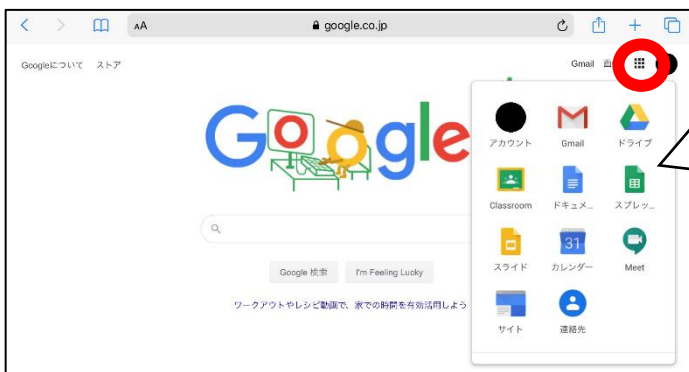 AA google.co.jp
Googleについて ストア
Gmail
Google
アカウント Gmail ドライブ
Classroom ドキュメ... スプレッ...
31
スライド カレンダー Meet
サイト 連絡先
Google 検索 I'm Feeling Lucky
ワークアウトやレシピ動画で、家での時間を有効活用しよう